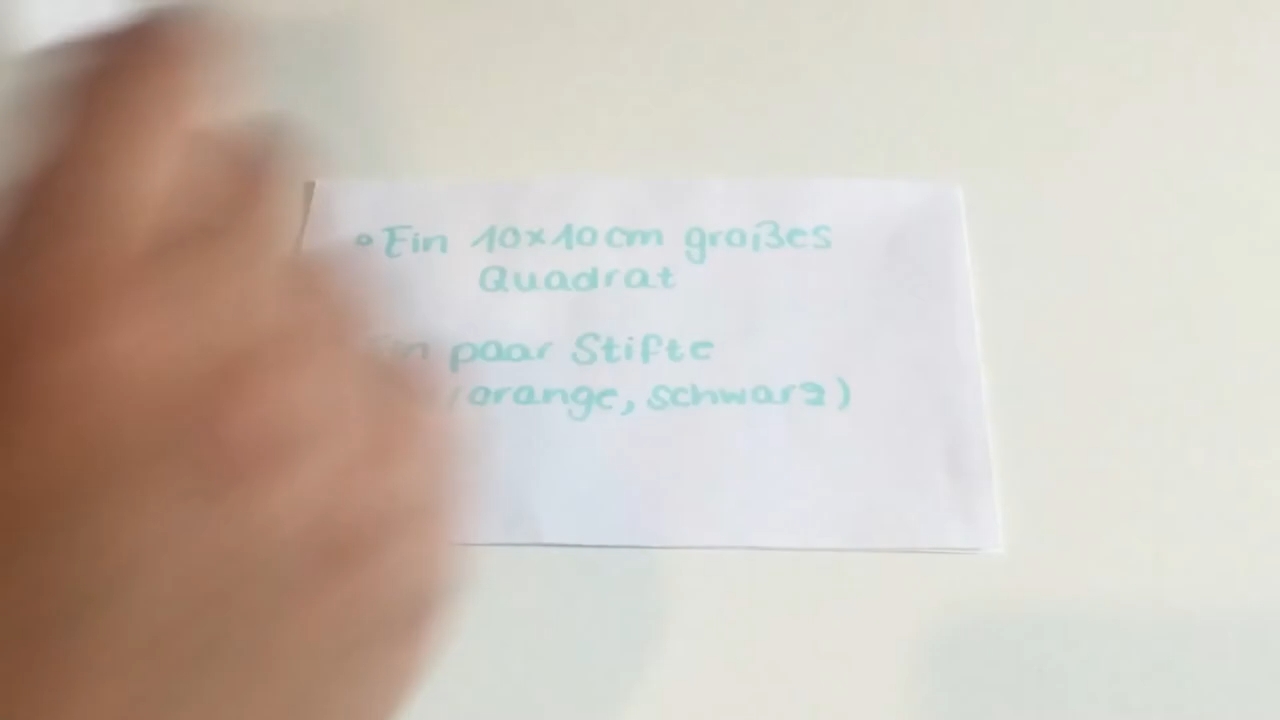 ° Ein 10x10cm großes
Quadrat
paar Stifte
(orange, schwarz)